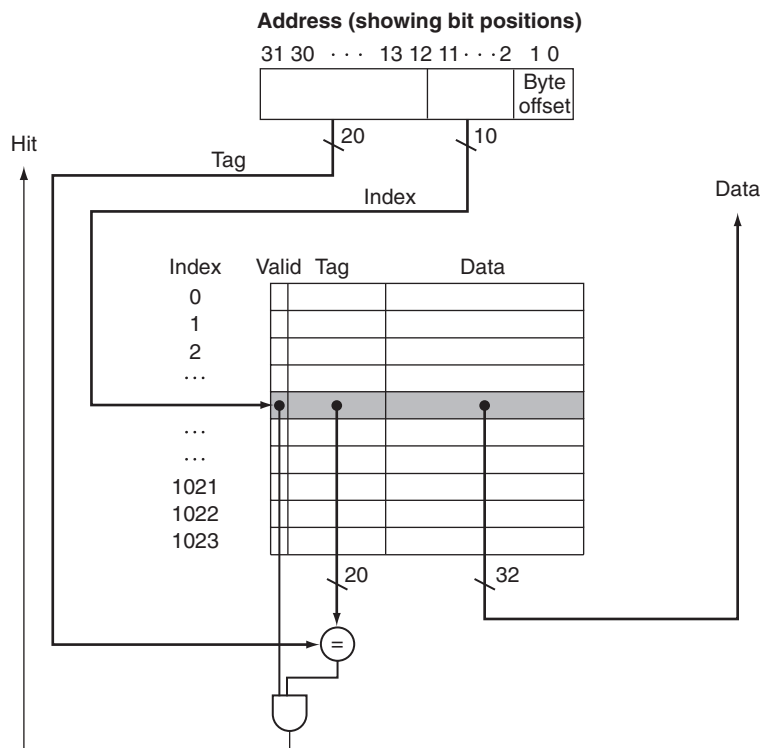 Address (showing bit positions)
31 30 · · · 13 12 11 · · · 2 1 0
Byte
offset
20
10
Hit
Tag
Data
Index
Index Valid Tag Data
0
1
2
· · ·
· · ·
· · ·
1021
1022
1023
20
32
=